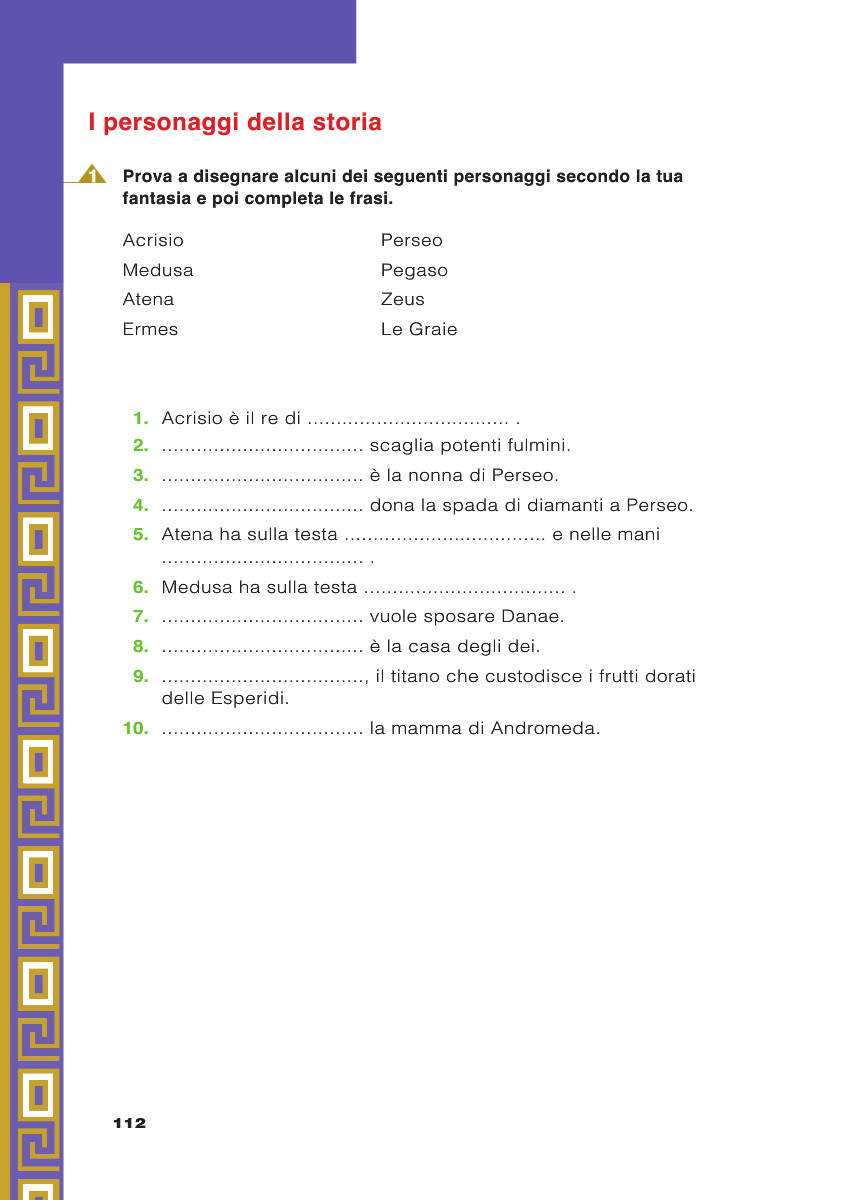 I personaggi della storia
1
Prova a disegnare alcuni dei seguenti personaggi secondo la tua
fantasia e poi completa le frasi.
Acrisio
Medusa
Atena
Ermes
Perseo
Pegaso
Zeus
Le Graie
1. Acrisio è il re di ................................... .
2. ................................... scaglia potenti fulmini.
3. ................................... è la nonna di Perseo.
4. ................................... dona la spada di diamanti a Perseo.
5. Atena ha sulla testa ................................... e nelle mani
................................... .
6. Medusa ha sulla testa ................................... .
7. ................................... vuole sposare Danae.
8. ................................... è la casa degli dei.
9. ..................................., il titano che custodisce i frutti dorati
delle Esperidi.
10. ................................... la mamma di Andromeda.
112